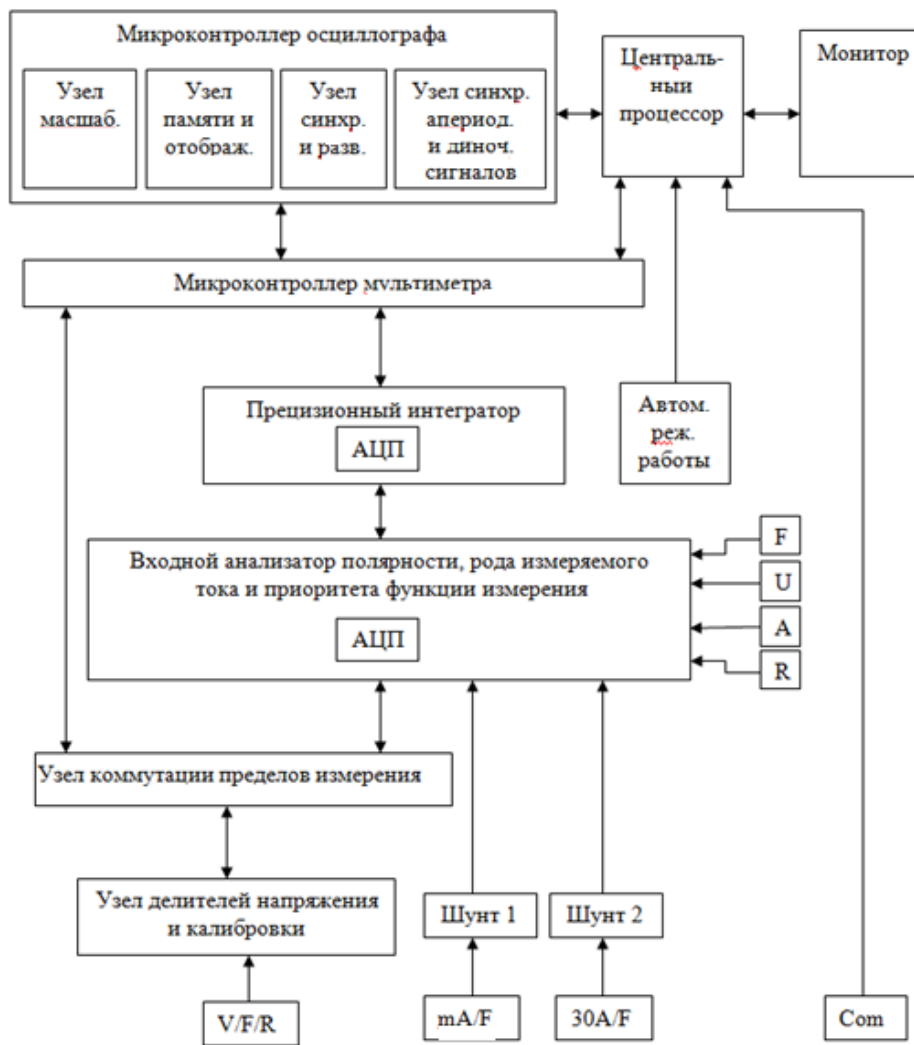 Микроконтроллер осциллографа
Узел
масшаб.
Узел
памяти и
отображ.
Узел
синхр.
и разв.
Узел синхр.
апериод.
и диноч.
сигналов
Централь-
ный
процессор
Монитор
Микроконтроллер мультиметра
Прецизионный интегратор
АЦП
Автом.
реж.
работы
Входной анализатор полярности, рода измеряемого
тока и приоритета функции измерения
АЦП
F
U
A
R
Узел коммутации пределов измерения
Узел делителей напряжения
и калибровки
Шунт 1
Шунт 2
V/F/R
mA/F
30A/F
Com